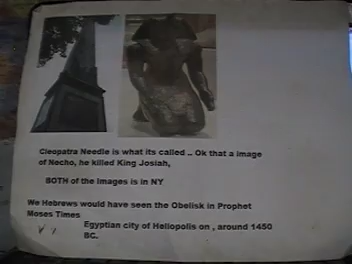 Cleopatra Needle is what its called .. Ok that a image
of Necho, he killed King Josiah,
BOTH of the Images is in NY
We Hebrews would have seen the Obelisk in Prophet
Moses Times
Egyptian city of Heliopolis on , around 1450
BC.